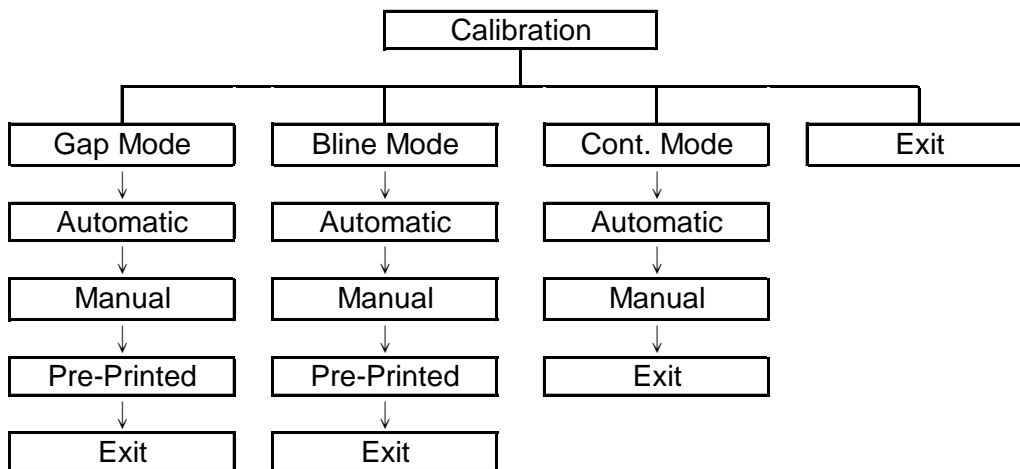 Calibration
Gap Mode
Bline Mode
Cont. Mode
Exit
Automatic
Automatic
Automatic
Manual
Manual
Manual
Pre-Printed
Pre-Printed
Exit
Exit
Exit